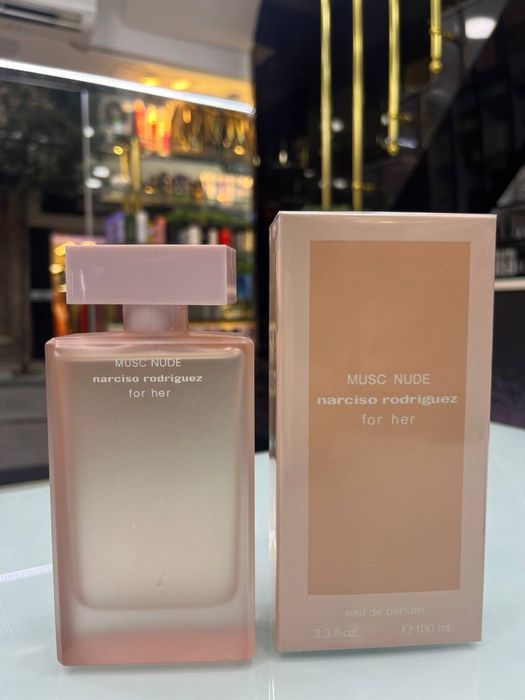 MUSC NUDE
narciso rodriguez
for her
MUSC NUDE
narciso rodriguez
for her
eau de parfum
3.3 fl oz. ℮ 100 ml.